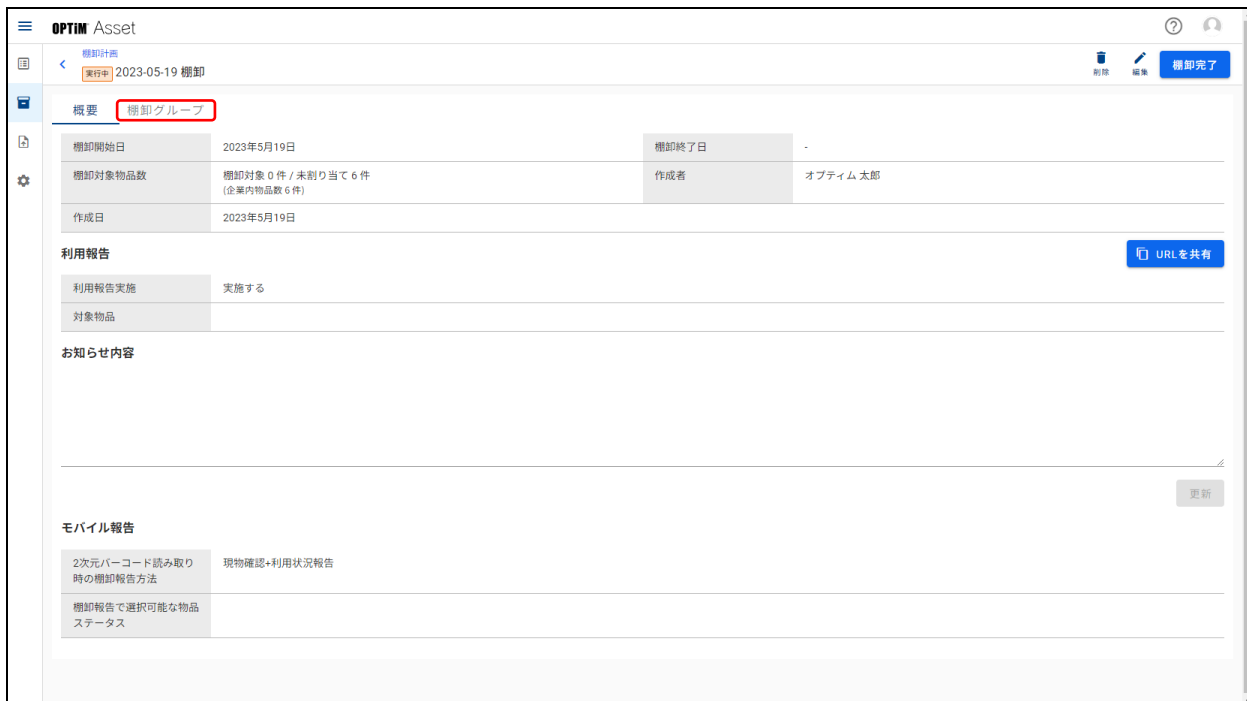 OPTiM Asset
棚卸計画
実行中 2023-05-19 棚卸
削除
編集
棚卸完了
概要 棚卸グループ
棚卸開始日 2023年5月19日 棚卸終了日 -
棚卸対象物品数 棚卸対象 0 件 / 未割り当て 6 件 作成者 オプティム 太郎
(企業内物品数 6 件)
作成日 2023年5月19日
利用報告
URLを共有
利用報告実施 実施する
対象物品
お知らせ内容
更新
モバイル報告
2次元バーコード読み取り 現物確認+利用状況報告
時の棚卸報告方法
棚卸報告で選択可能な物品
ステータス